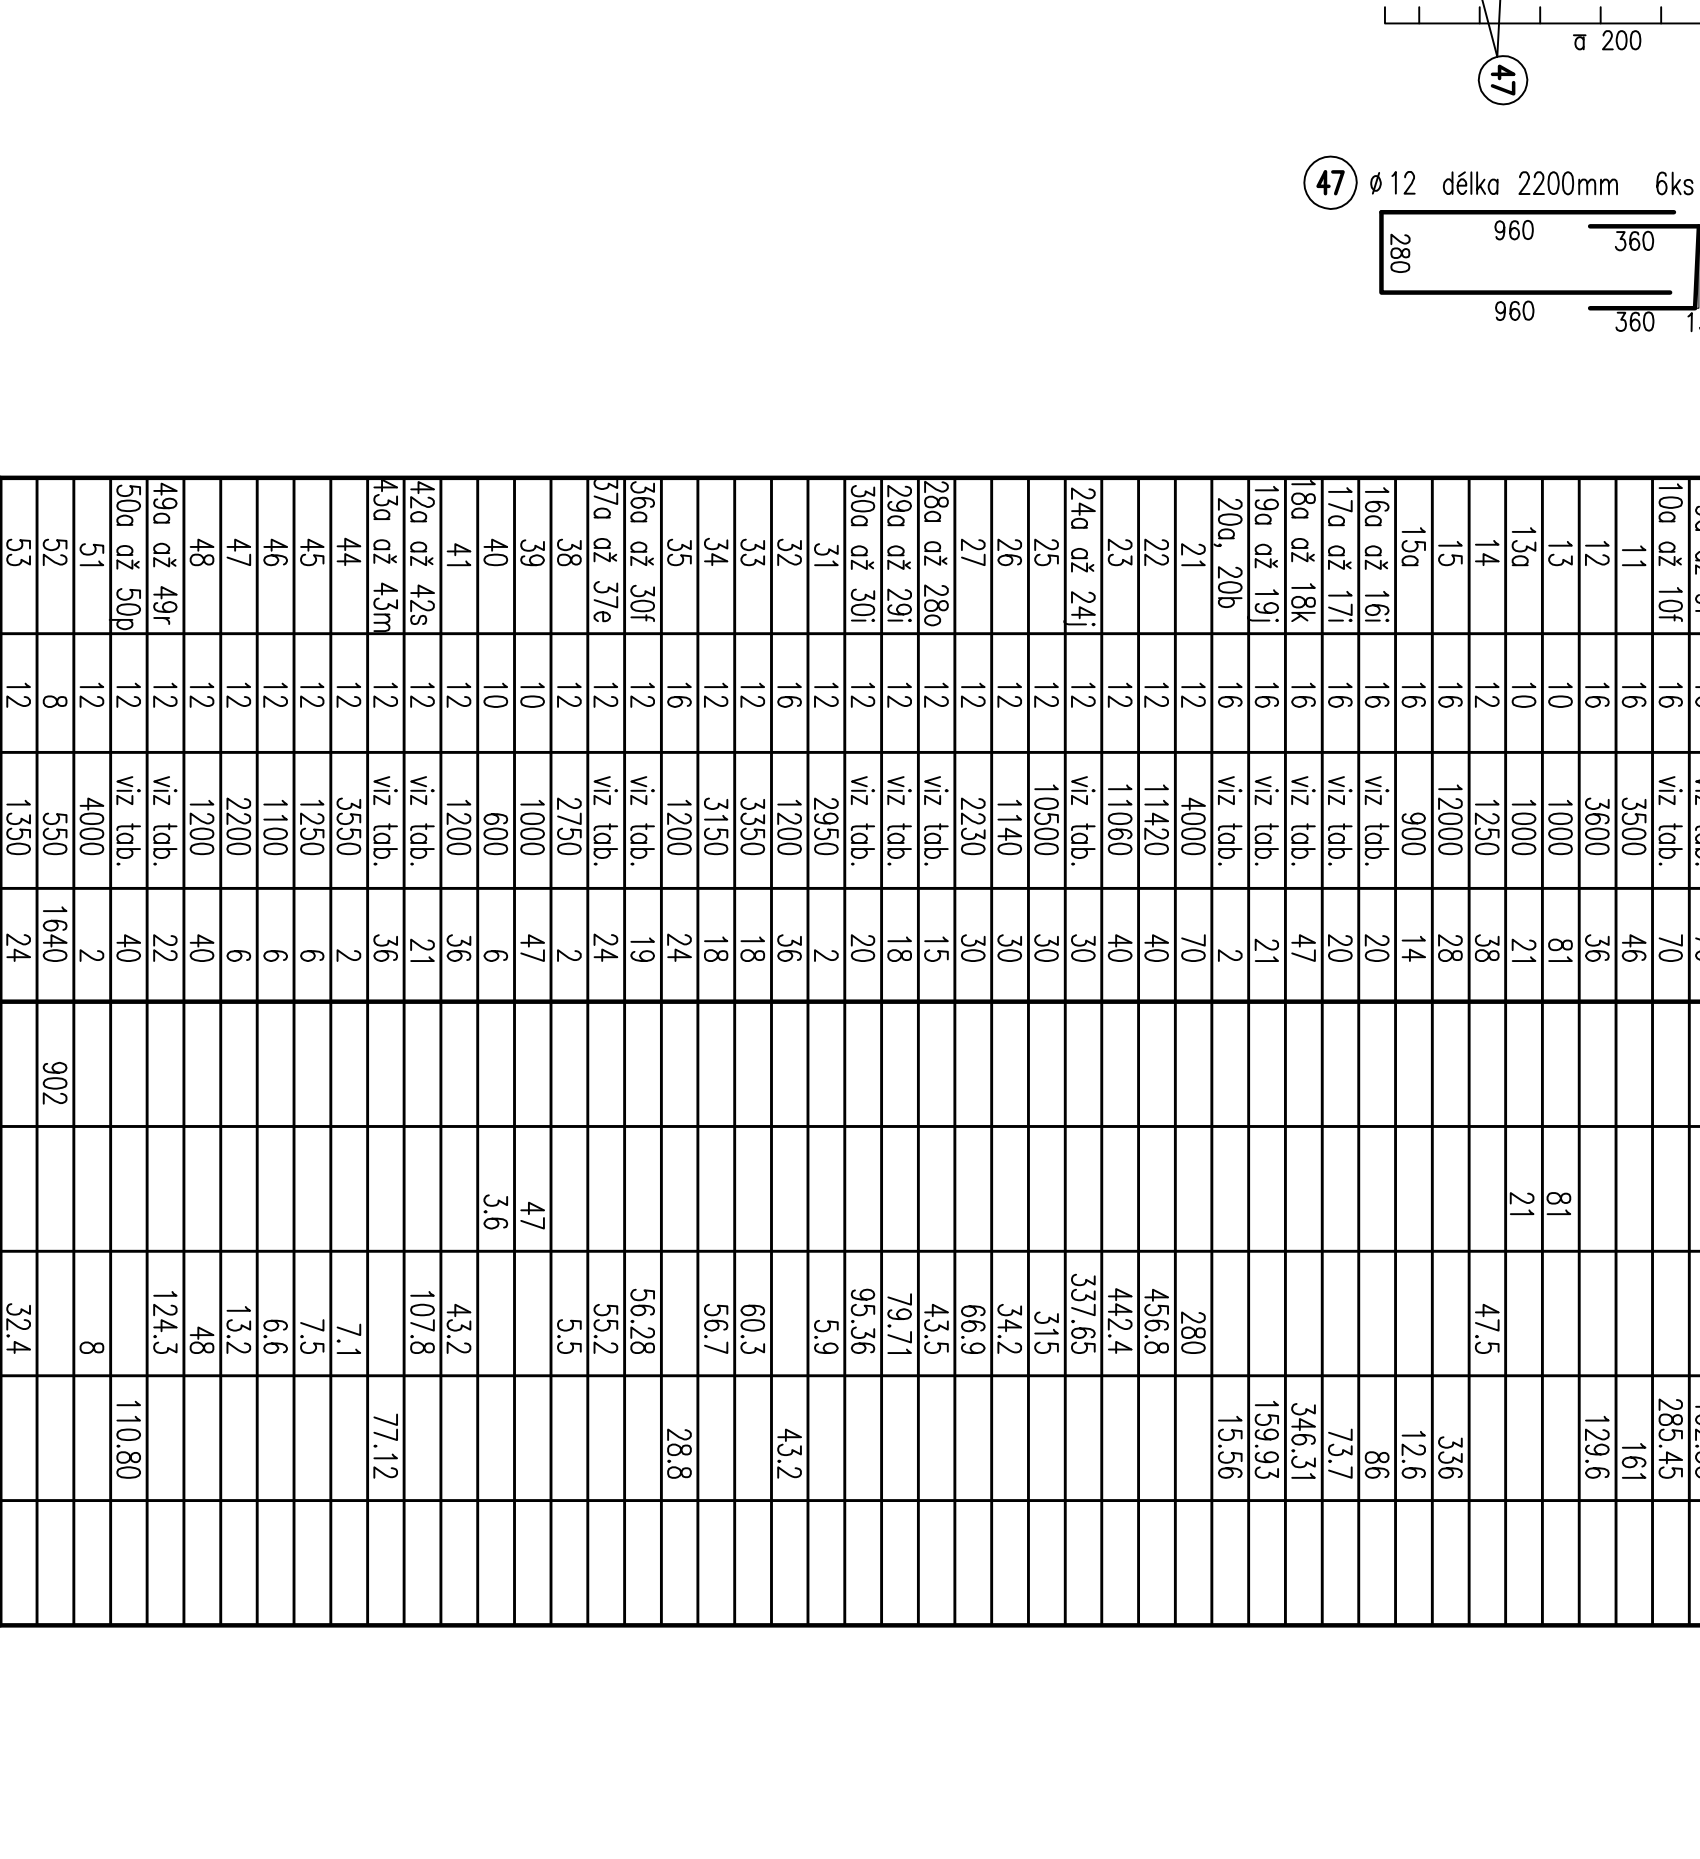 ā 200
47
47 ø12 délka 2200mm 6ks
960
360
280
960
360
10a až 10f 16 viz tab. 70 285.45
11 16 3500 46 161
12 16 3600 36 129.6
13 10 1000 81 81
13a 10 1000 21 21
14 12 1250 38 47.5
15 16 12000 28 336
15a 16 900 14 12.6
16a až 16i 16 viz tab. 20 86
17a až 17i 16 viz tab. 20 73.7
18a až 18k 16 viz tab. 47 346.31
19a až 19j 16 viz tab. 21 159.93
20a, 20b 16 viz tab. 2 15.56
21 12 4000 70 280
22 12 11420 40 456.8
23 12 11060 40 442.4
24a až 24j 12 viz tab. 30 337.65
25 12 10500 30 315
26 12 1140 30 34.2
27 12 2230 30 66.9
28a až 28o 12 viz tab. 15 43.5
29a až 29i 12 viz tab. 18 79.71
30a až 30i 12 viz tab. 20 95.36
31 12 2950 2 5.9
32 16 1200 36 43.2
33 12 3350 18 60.3
34 12 3150 18 56.7
35 16 1200 24 28.8
36a až 30f 12 viz tab. 19 56.28
37a až 37e 12 viz tab. 24 55.2
38 12 2750 2 5.5
39 10 1000 47 47
40 10 600 6 3.6
41 12 1200 36 43.2
42a až 42s 12 viz tab. 21 107.8
43a až 43m 12 viz tab. 36 77.12
44 12 3550 2 7.1
45 12 1250 6 7.5
46 12 1100 6 6.6
47 12 2200 6 13.2
48 12 1200 40 48
49a až 49r 12 viz tab. 22 124.3
50a až 50p 12 viz tab. 40 110.80
51 12 4000 2 8
52 8 550 1640 902
53 12 1350 24 32.4